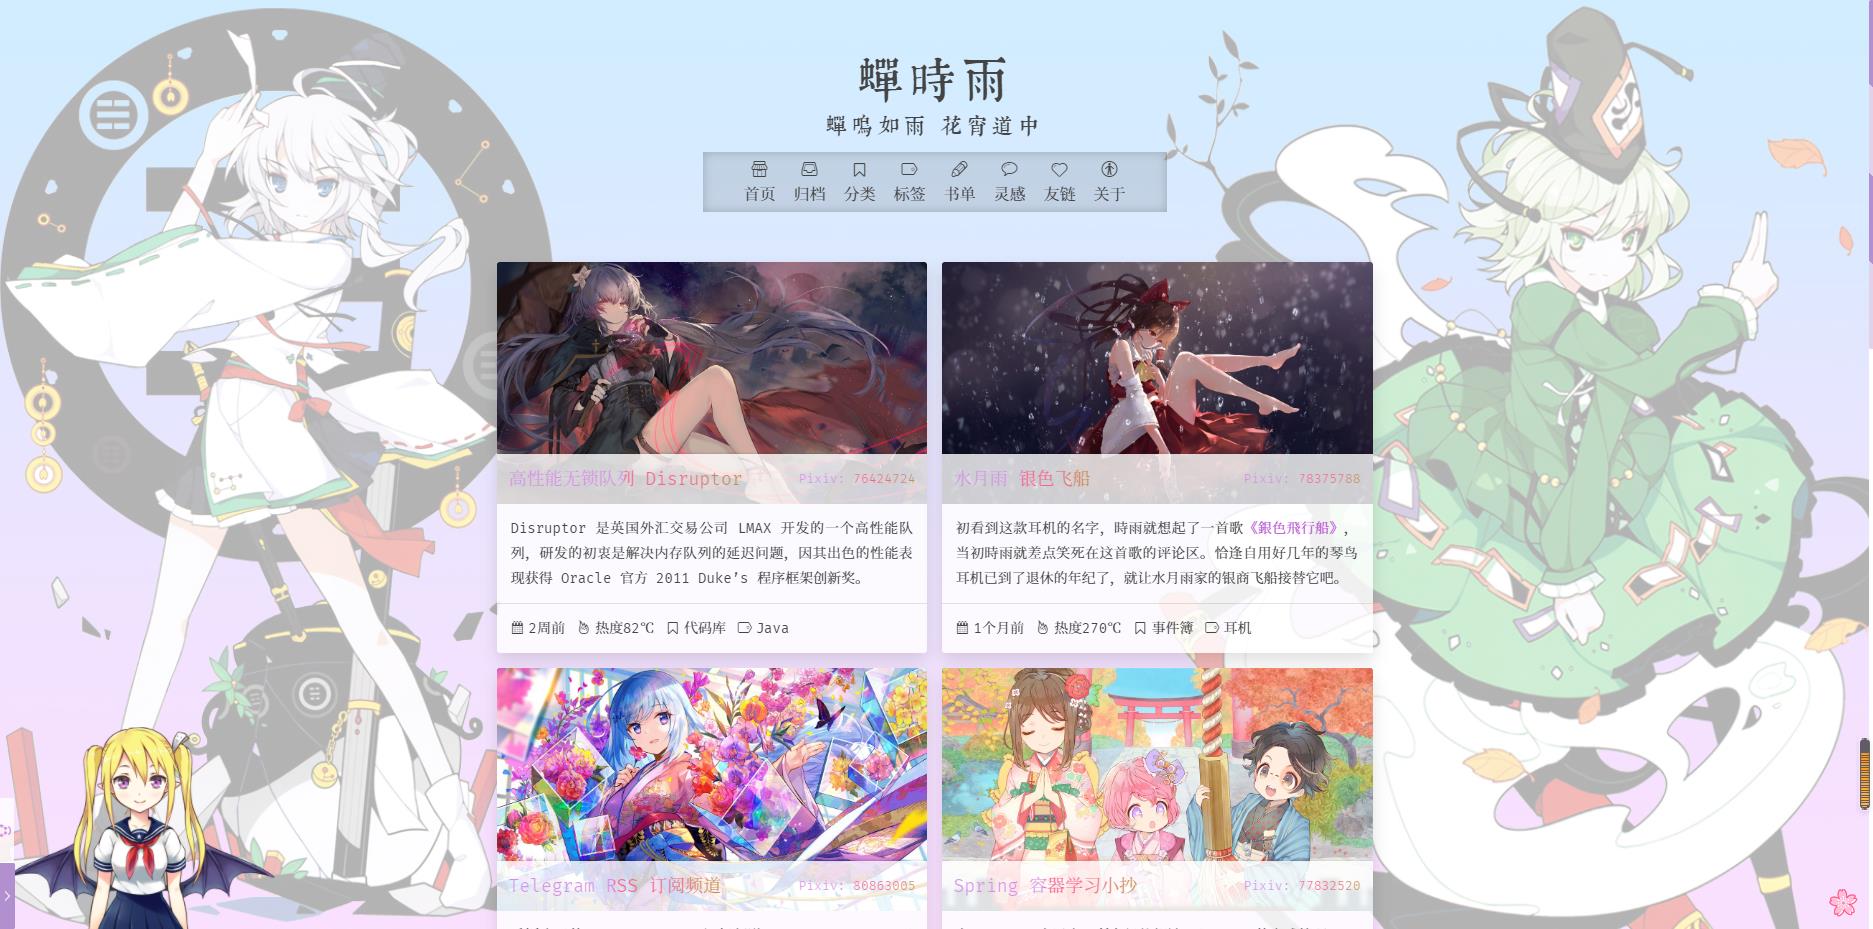 蟬時雨
蟬鳴如雨 花宵道中
首页 归档 分类 标签 书单 灵感 友链 关于
高性能无锁队列 Disruptor
Pixiv: 76424724
Disruptor 是英国外汇交易公司 LMAX 开发的一个高性能队
列，研发的初衷是解决内存队列的延迟问题，因其出色的性能表
现获得 Oracle 官方 2011 Duke's 程序框架创新奖。
2周前 热度82℃ 代码库 Java
水月雨 银色飞船
Pixiv: 78375788
初看到这款耳机的名字，時雨就想起了一首歌《銀色飛行船》，
当初時雨就差点笑死在这首歌的评论区。恰逢自用好几年的琴鸟
耳机已到了退休的年纪了，就让水月雨家的银商飞船接替它吧。
1个月前 热度270℃ 事件簿 耳机
Telegram RSS 订阅频道
Pixiv: 80863005
Spring 容器学习小抄
Pixiv: 77832520